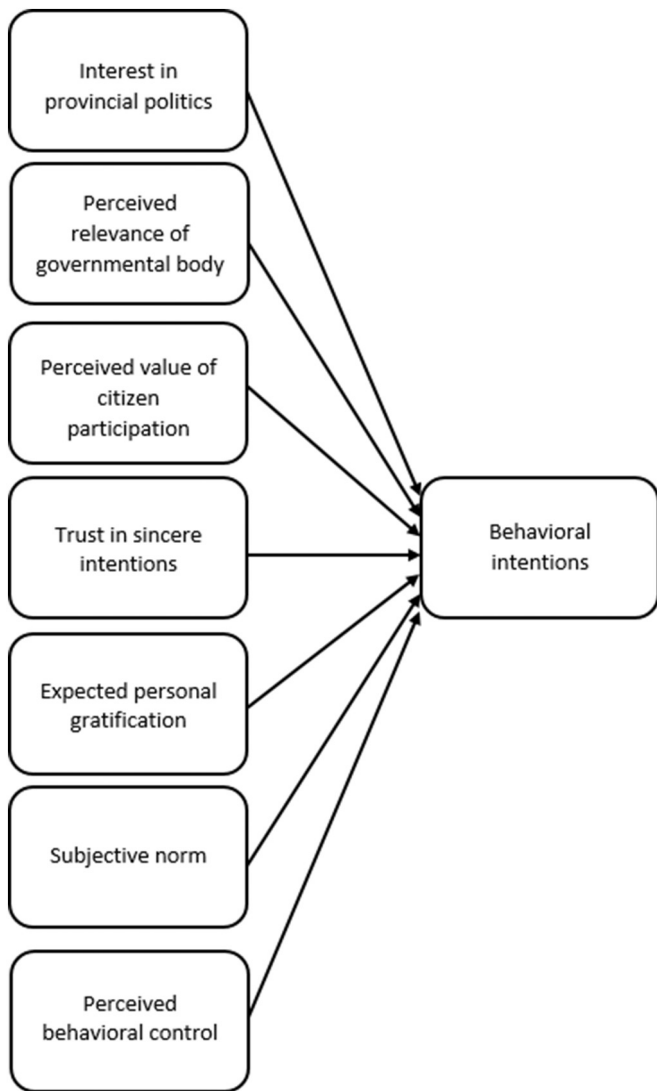 Interest in
provincial politics
Perceived
relevance of
governmental body
Perceived value of
citizen
participation
Trust in sincere
intentions
Behavioral
intentions
Expected personal
gratification
Subjective norm
Perceived
behavioral control